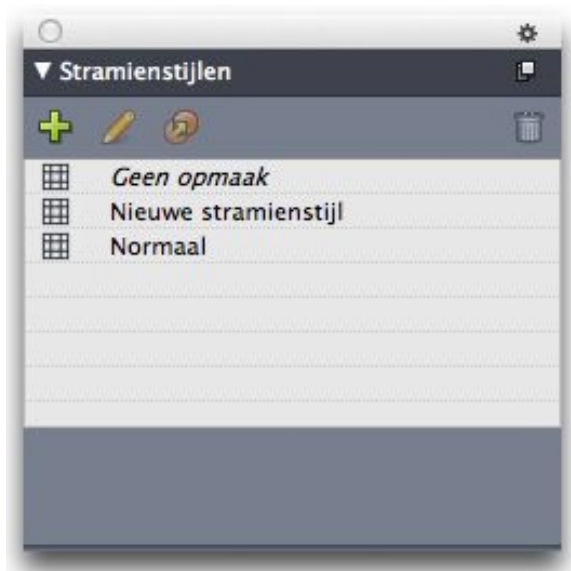 Stramienstijlen
Geen opmaak
Nieuwe stramienstijl
Normaal